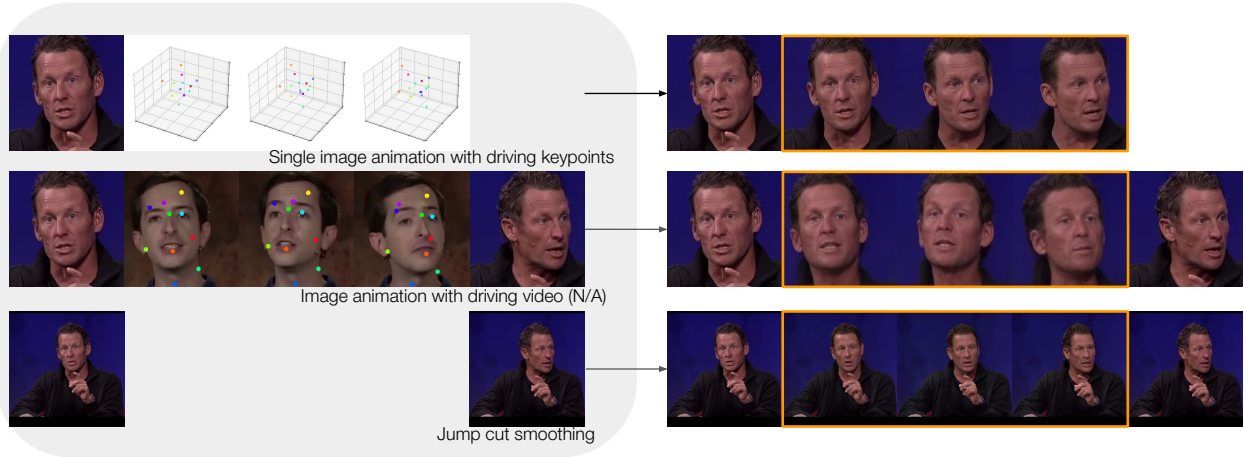 Single image animation with driving keypoints
Image animation with driving video (N/A)
Jump cut smoothing